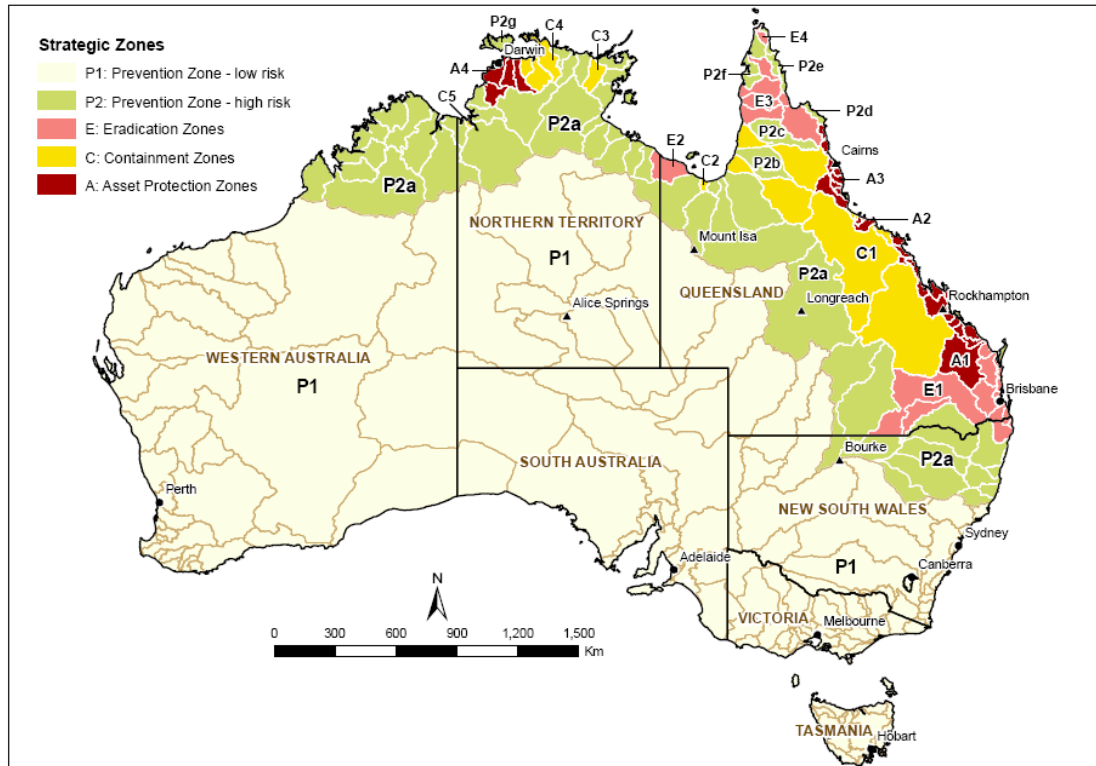 Strategic Zones
P1: Prevention Zone - low risk
P2: Prevention Zone - high risk
E: Eradication Zones
C: Containment Zones
A: Asset Protection Zones
P2g
C4
C3
Darwin
A4
C5
P2a
P2a
E4
P2f
P2e
E3
P2d
P2c
E2
C2
P2b
Cairns
A3
A2
NORTHERN TERRITORY
Mount Isa
C1
P1
P2a
QUEENSLAND
Longreach
Rockhampton
Alice Springs
WESTERN AUSTRALIA
P1
A1
E1
Brisbane
SOUTH AUSTRALIA
Bourke
P2a
Perth
NEW SOUTH WALES
Sydney
Adelaide
P1
Canberra
N
VICTORIA
Melbourne
0 300 600 900 1,200 1,500
Km
TASMANIA
Hobart